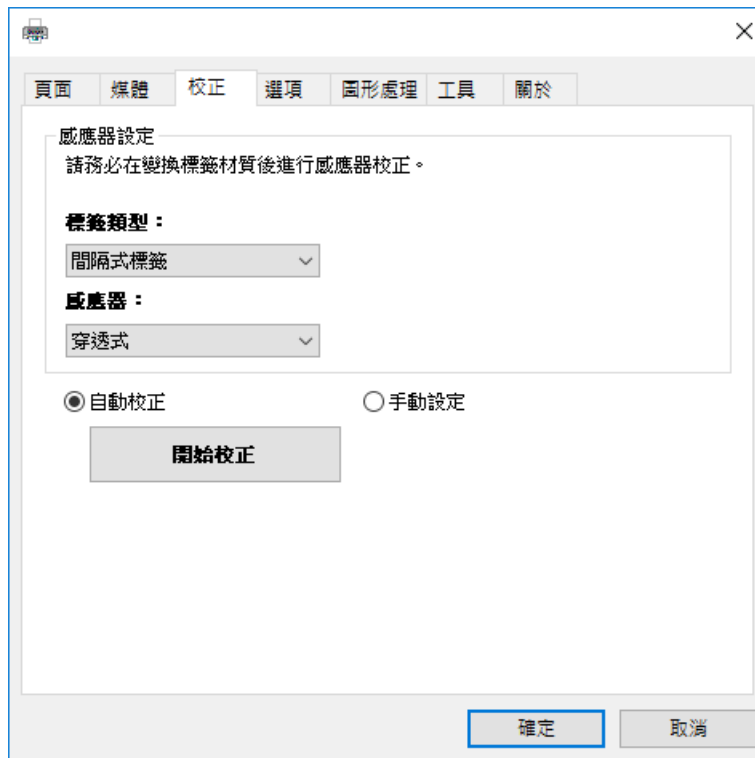 頁面 媒體 校正 選項 圖形處理 工具 關於
感應器設定
請務必在變換標籤材質後進行感應器校正。
標籤類型：
間隔式標籤
感應器：
穿透式
自動校正 手動設定
開始校正
確定 取消